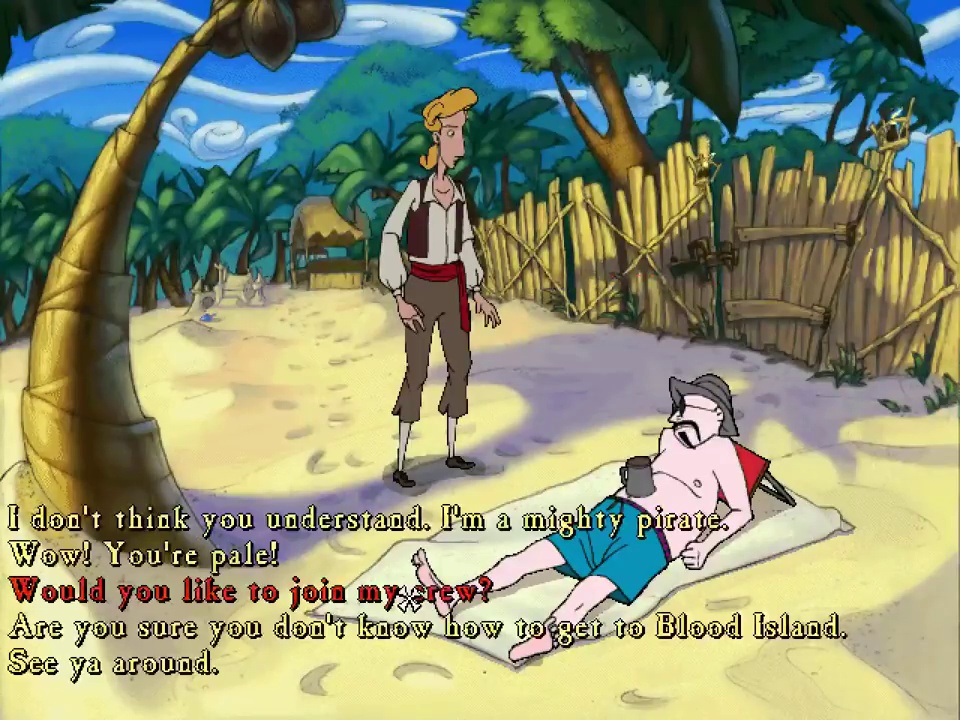 I don't think you understand. I'm a mighty pirate.
Wow! You're pale!
Would you like to join my crew?
Are you sure you don't know how to get to Blood Island.
See ya around.